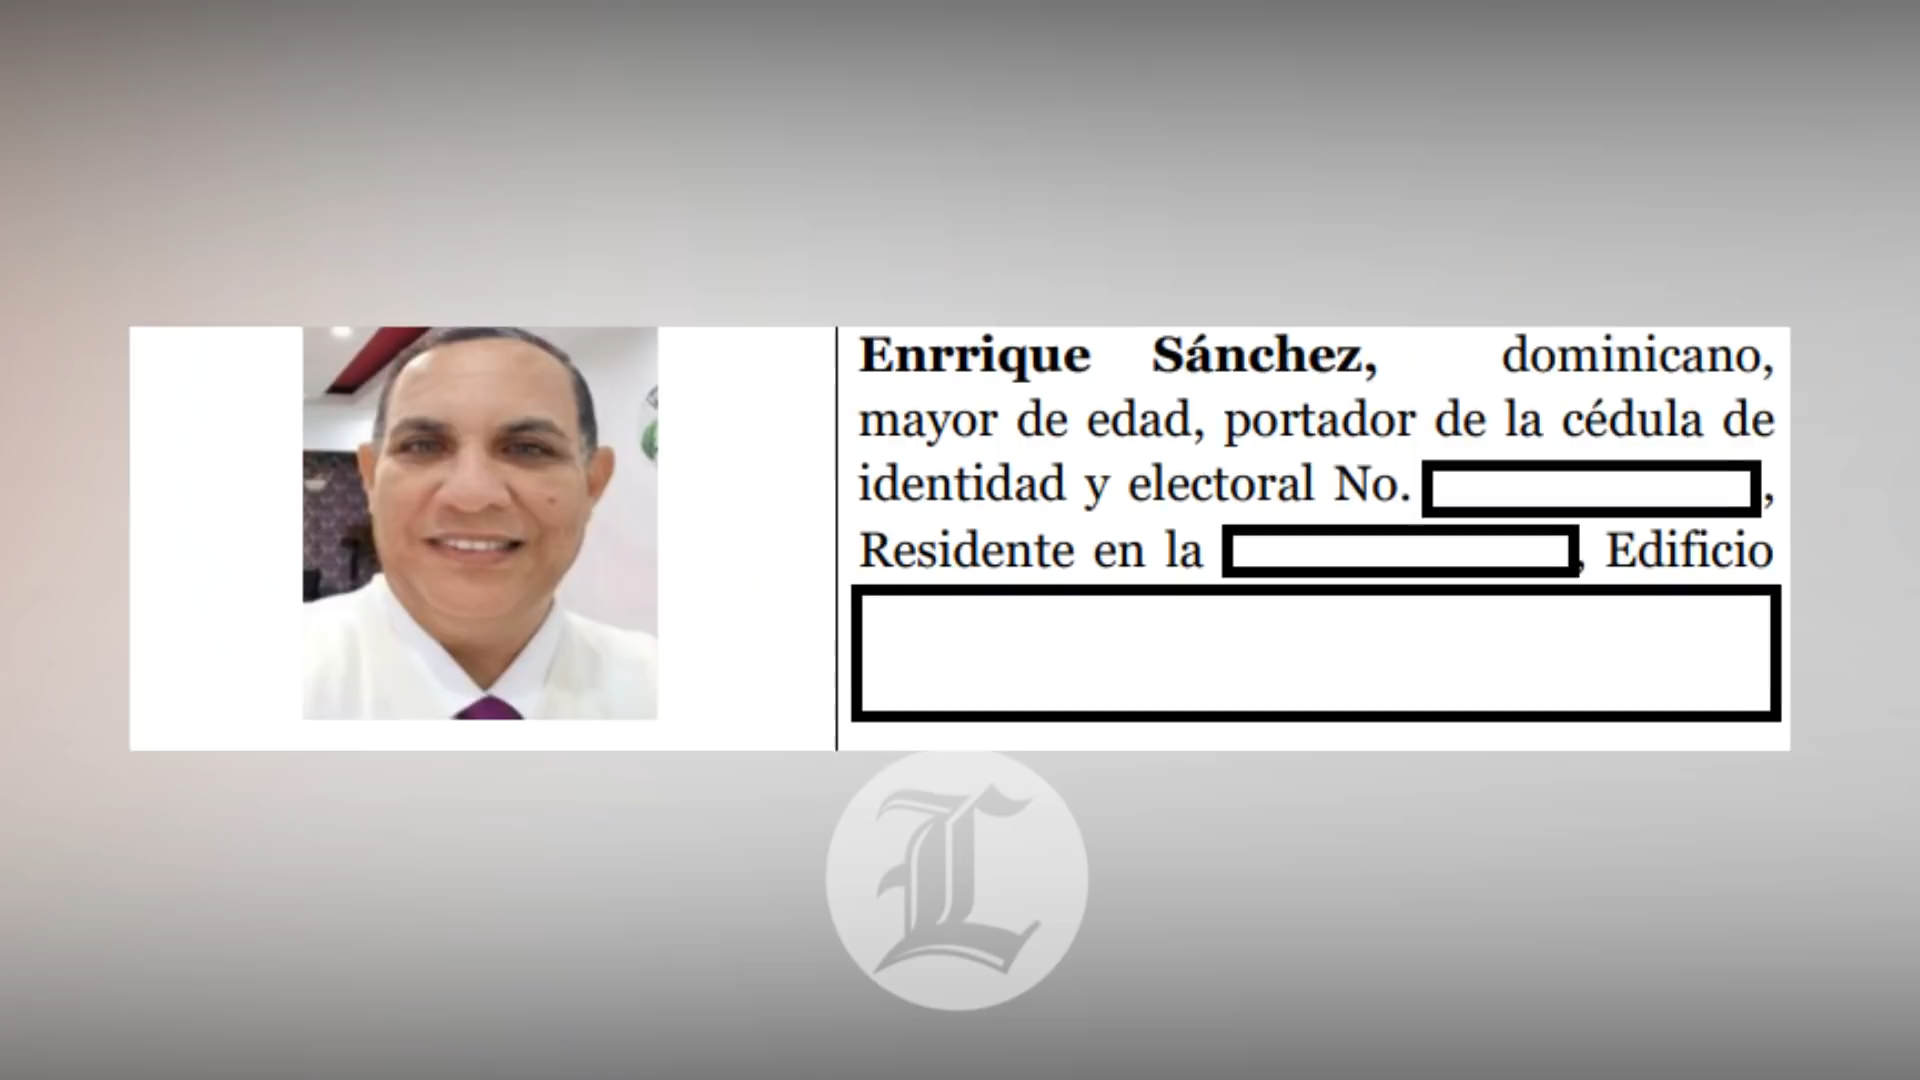 Enrrique Sánchez, dominicano,
mayor de edad, portador de la cédula de
identidad y electoral No. ,
Residente en la , Edificio
L